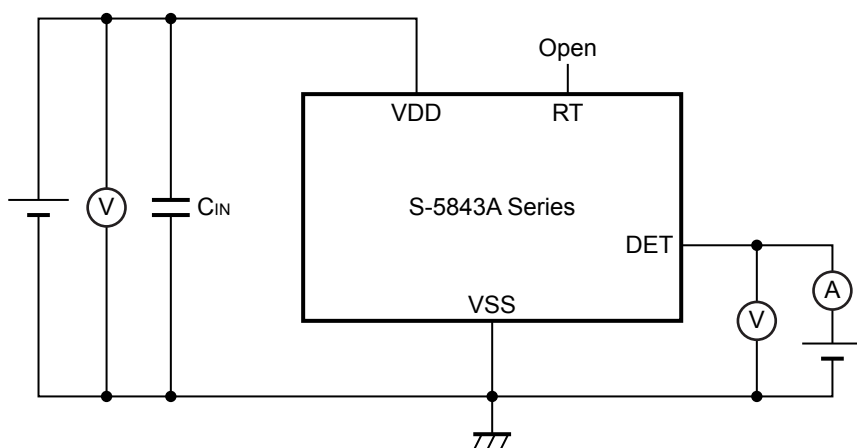 Open
VDD
RT
V
CIN
S-5843A Series
DET
A
V
VSS